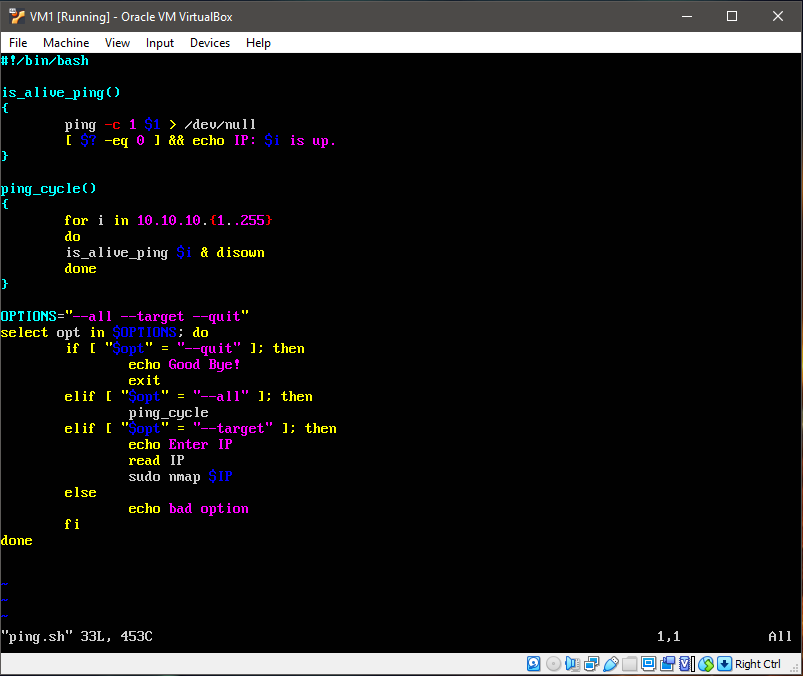 VM1 [Running] - Oracle VM VirtualBox
File Machine View Input Devices Help
#!/bin/bash
is_alive_ping()
{
ping -c 1 $1 > /dev/null
[ $? -eq 0 ] && echo IP: $1 is up.
}
ping_cycle()
{
for i in 10.10.10.{1..255}
do
is_alive_ping $1 & disown
done
}
OPTIONS="--all --target --quit"
select opt in $OPTIONS; do
if [ "$opt" = "--quit" ]; then
echo Good Bye!
exit
elif [ "$opt" = "--all" ]; then
ping_cycle
elif [ "$opt" = "--target" ]; then
echo Enter IP
read IP
sudo nmap $IP
else
echo bad option
fi
done
~
~
~
"ping.sh" 33L, 453C 1,1 All
Right Ctrl